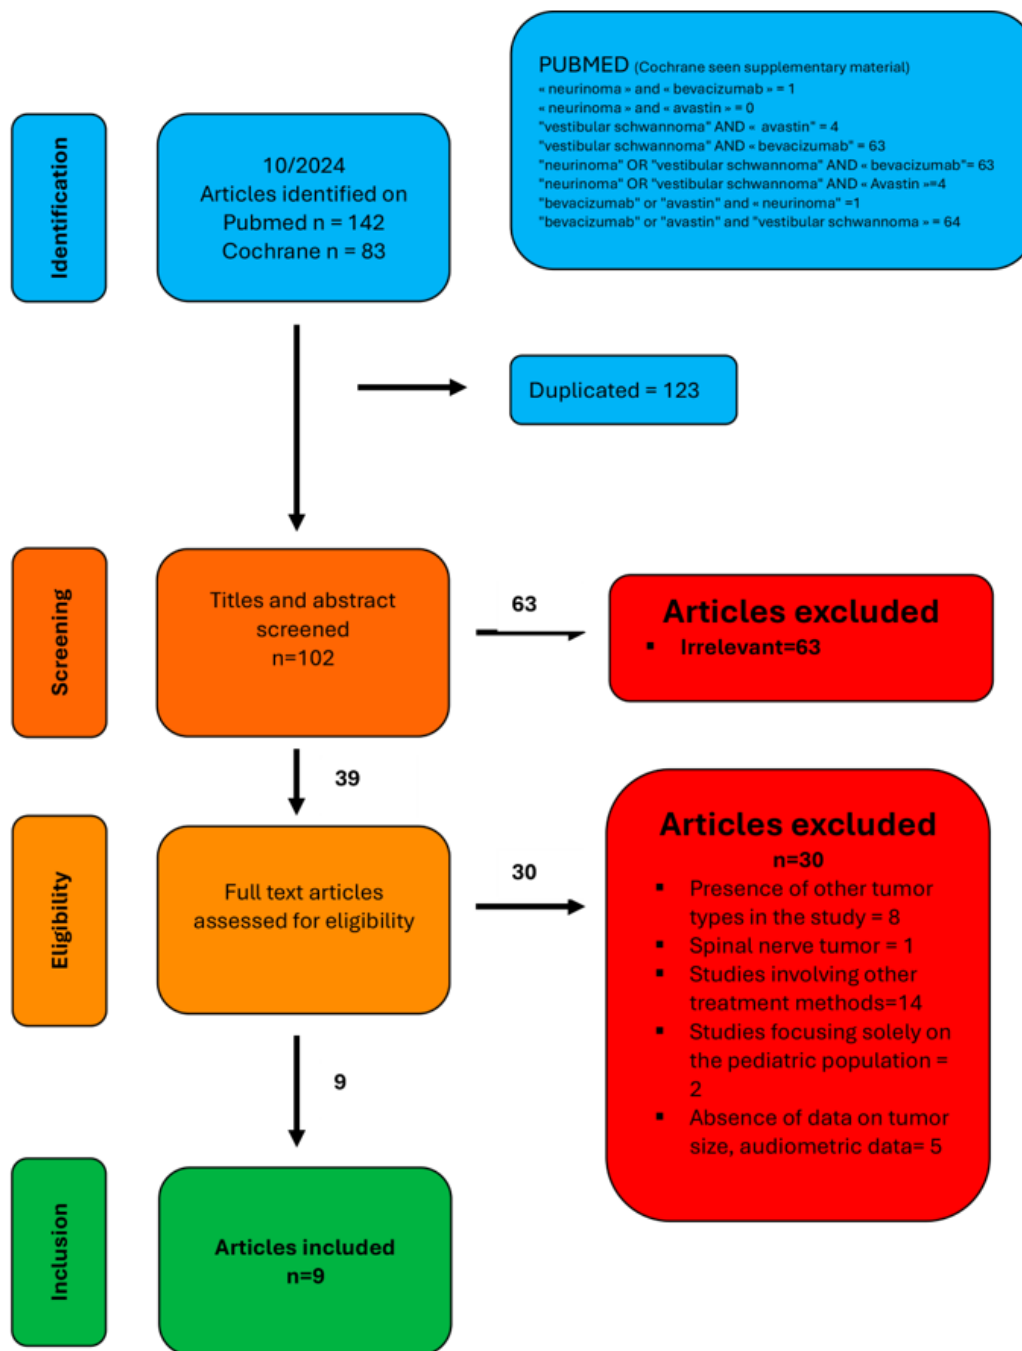 PUBMED (Cochrane seen supplementary material)
« neurinoma » and « bevacizumab » = 1
« neurinoma » and « avastin » = 0
"vestibular schwannoma" AND « avastin" = 4
"vestibular schwannoma" AND « bevacizumab" = 63
"neurinoma" OR "vestibular schwannoma" AND « bevacizumab"= 63
"neurinoma" OR "vestibular schwannoma" AND « Avastin »=4
"bevacizumab" or "avastin" and « neurinoma" =1
"bevacizumab" or "avastin" and "vestibular schwannoma » = 64
Identification
10/2024
Articles identified on
Pubmed n = 142
Cochrane n = 83
Duplicated = 123
Screening
Titles and abstract
screened
n=102
63
Articles excluded
▪ Irrelevant=63
39
Eligibility
Full text articles
assessed for eligibility
30
Articles excluded
n=30
▪ Presence of other tumor
types in the study = 8
▪ Spinal nerve tumor = 1
▪ Studies involving other
treatment methods=14
▪ Studies focusing solely on
the pediatric population =
2
▪ Absence of data on tumor
size, audiometric data= 5
9
Inclusion
Articles included
n=9